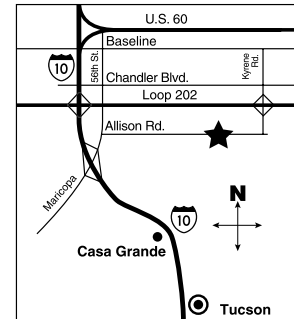 U.S. 60
Baseline
10
56th St.
Kyrene
Rd.
Chandler Blvd.
Loop 202
Allison Rd.
Maricopa
N
10
Casa Grande
Tucson